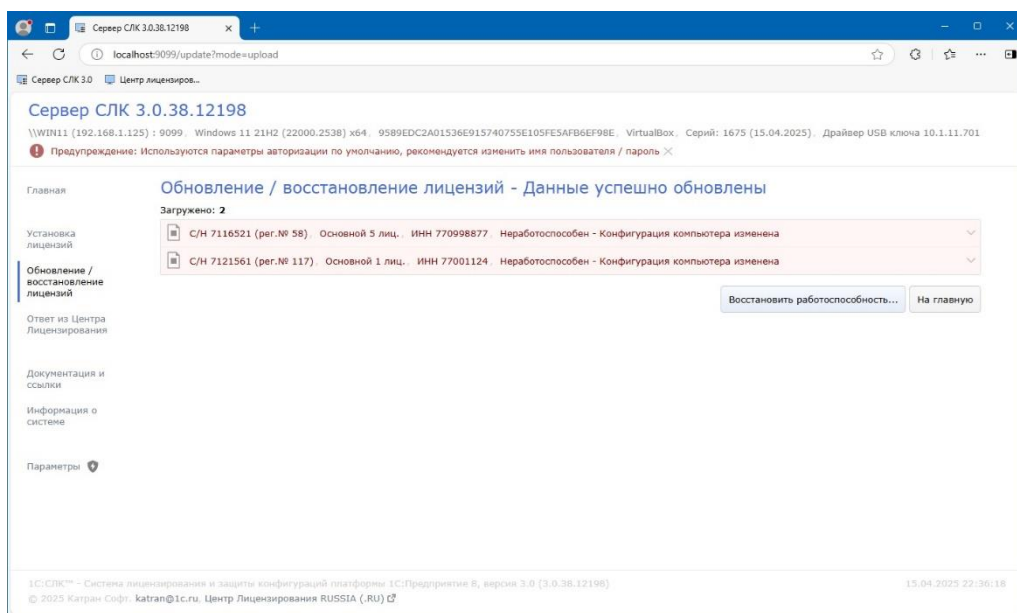 Сервер СЛК 3.0.38.12198
localhost:9099/update?mode=upload
Сервер СЛК 3.0 Центр лицензиров...
Сервер СЛК 3.0.38.12198
\\WIN11 (192.168.1.125) : 9099, Windows 11 21H2 (22000.2538) x64, 9589EDC2A01536E915740755E105FE5AFB6EF98E, VirtualBox, Серий: 1675 (15.04.2025), Драйвер USB ключа 10.1.11.701
Предупреждение: Используются параметры авторизации по умолчанию, рекомендуется изменить имя пользователя / пароль
Главная
Установка
лицензий
Обновление /
восстановление
лицензий
Ответ из Центра
Лицензирования
Документация и
ссылки
Информация о
системе
Параметры
Обновление / восстановление лицензий - Данные успешно обновлены
Загружено: 2
С/Н 7116521 (рег.№ 58), Основной 5 лиц., ИНН 770998877, Неработоспособен - Конфигурация компьютера изменена
С/Н 7121561 (рег.№ 117), Основной 1 лиц., ИНН 77001124, Неработоспособен - Конфигурация компьютера изменена
Восстановить работоспособность... На главную
1С:СЛК™ - Система лицензирования и защиты конфигураций платформы 1С:Предприятие 8, версия 3.0 (3.0.38.12198) 15.04.2025 22:36:18
© 2025 Катран Софт. katran@1c.ru, Центр Лицензирования RUSSIA (.RU)